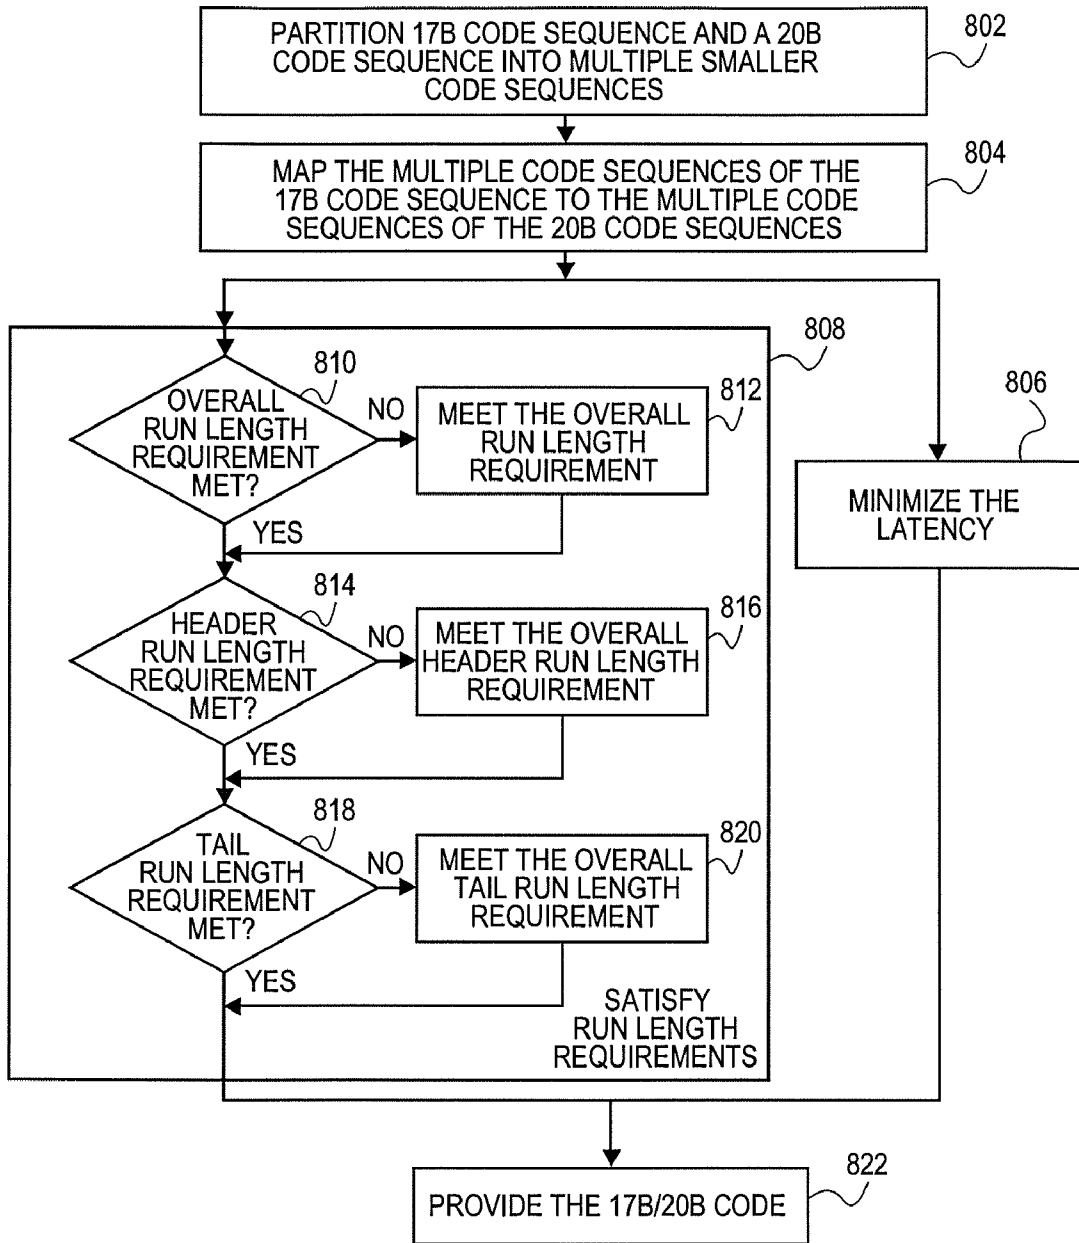 PARTITION 17B CODE SEQUENCE AND A 20B
CODE SEQUENCE INTO MULTIPLE SMALLER
CODE SEQUENCES
802
MAP THE MULTIPLE CODE SEQUENCES OF THE
17B CODE SEQUENCE TO THE MULTIPLE CODE
SEQUENCES OF THE 20B CODE SEQUENCES
804
808
810
OVERALL
RUN LENGTH
REQUIREMENT
MET?
NO
812
MEET THE OVERALL
RUN LENGTH
REQUIREMENT
YES
806
MINIMIZE THE
LATENCY
814
HEADER
RUN LENGTH
REQUIREMENT
MET?
NO
816
MEET THE OVERALL
HEADER RUN LENGTH
REQUIREMENT
YES
818
TAIL
RUN LENGTH
REQUIREMENT
MET?
NO
820
MEET THE OVERALL
TAIL RUN LENGTH
REQUIREMENT
YES
SATISFY
RUN LENGTH
REQUIREMENTS
822
PROVIDE THE 17B/20B CODE